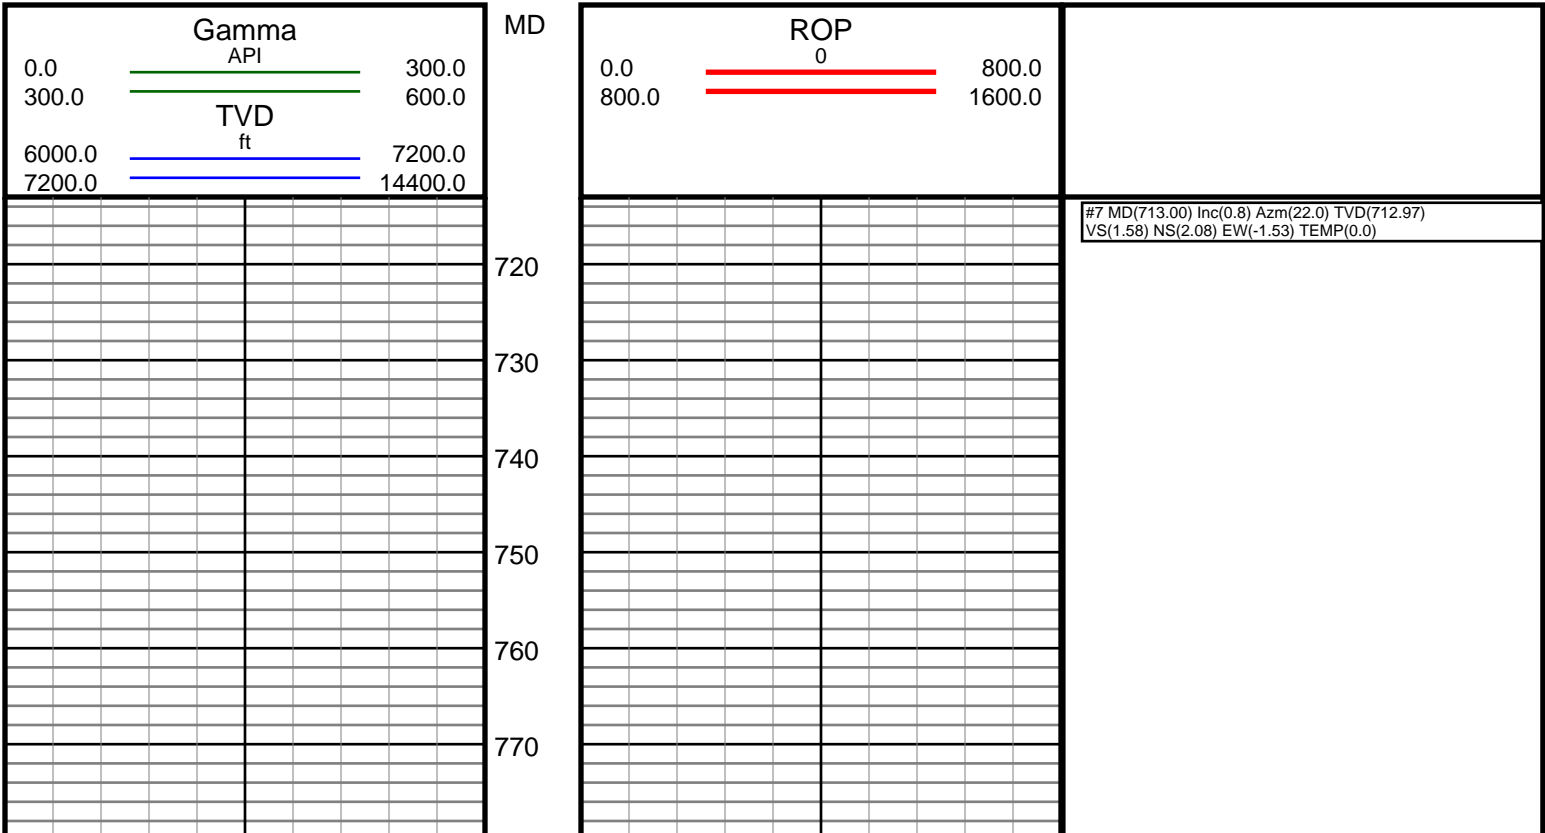 Gamma
API
0.0 300.0
300.0 600.0
TVD
ft
6000.0 7200.0
7200.0 14400.0
MD
ROP
0
0.0 800.0
800.0 1600.0
#7 MD(713.00) Inc(0.8) Azm(22.0) TVD(712.97)
VS(1.58) NS(2.08) EW(-1.53) TEMP(0.0)
720
730
740
750
760
770